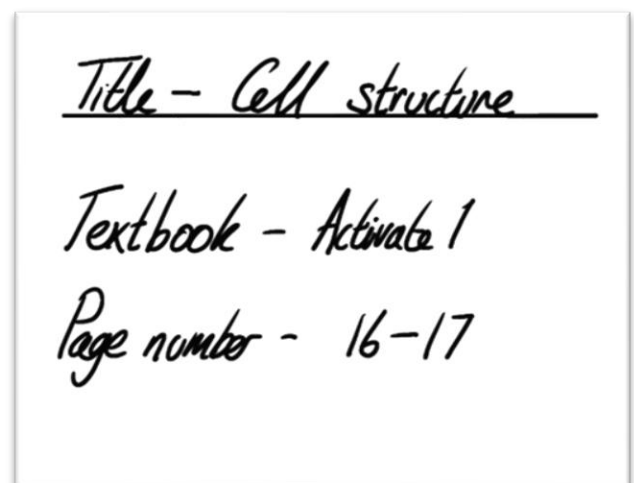 Title - Cell structure
Textbook - Activate 1
Page number - 16-17